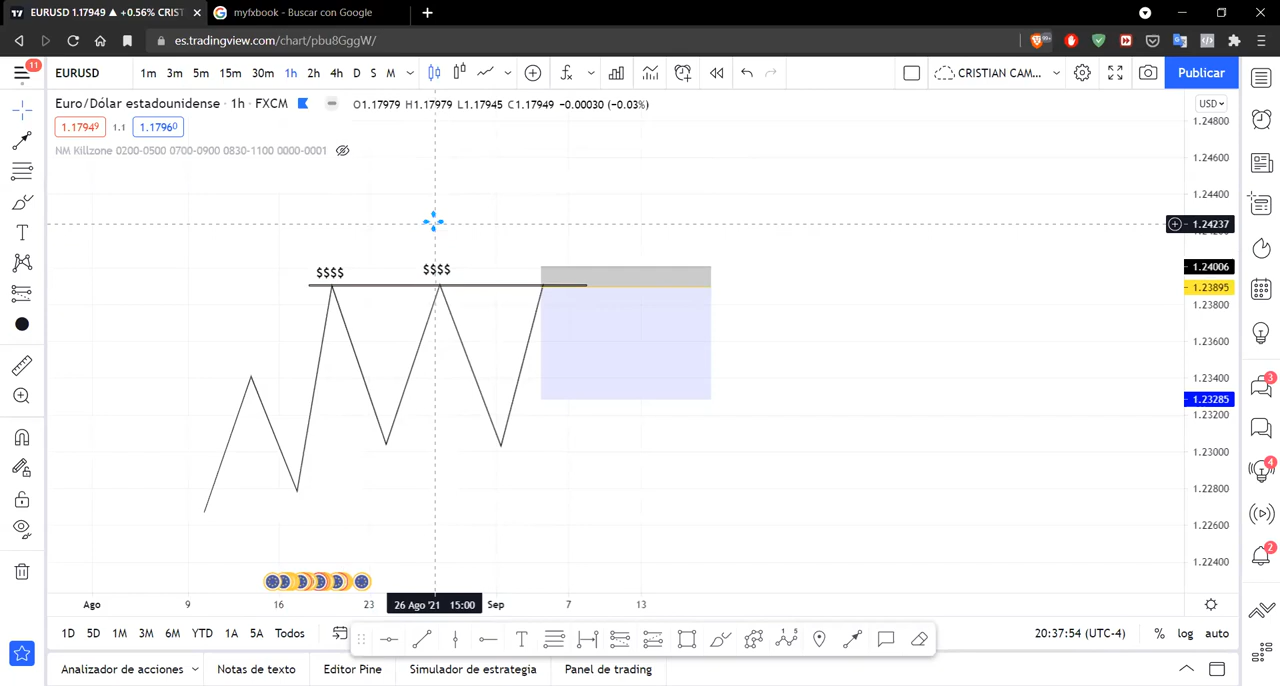 EURUSD 1.17949 ▲ +0.56% CRIST
myfxbook - Buscar con Google
es.tradingview.com/chart/pbu8GggW/
99+
11
EURUSD
1m 3m 5m 15m 30m 1h 2h 4h D S M
CRISTIAN CAM...
Publicar
Euro/Dólar estadounidense · 1h · FXCM
O1.17979 H1.17979 L1.17945 C1.17949 −0.00030 (−0.03%)
USD
1.17949 1.1 1.17960
NM Killzone 0200-0500 0700-0900 0830-1100 0000-0001
1.24800
1.24600
1.24400
1.24237
1.24006
1.23895
1.23800
1.23600
1.23400
1.23285
1.23200
1.23000
1.22800
1.22600
1.22400
$$$$ $$$$
3
4
2
Ago 9 16 23 26 Ago '21 15:00 Sep 7 13
1D 5D 1M 3M 6M YTD 1A 5A Todos
20:37:54 (UTC-4) % log auto
Analizador de acciones Notas de texto Editor Pine Simulador de estrategia Panel de trading